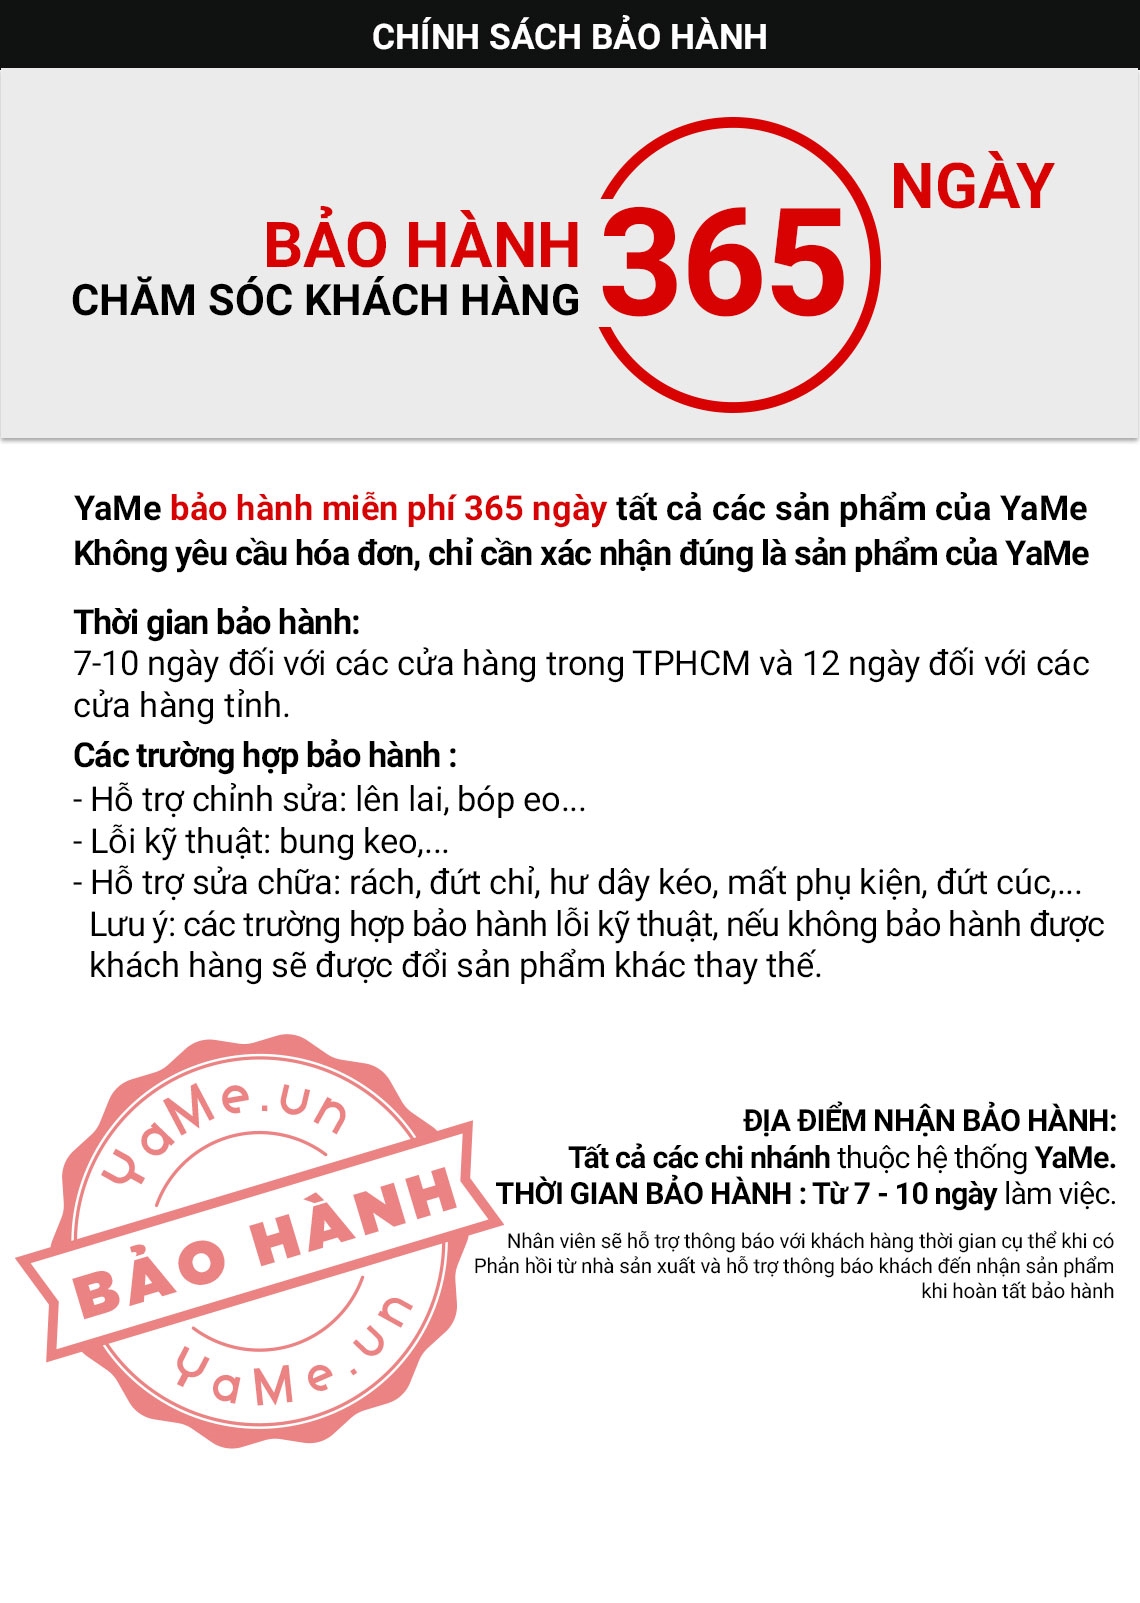 CHÍNH SÁCH BẢO HÀNH
BẢO HÀNH 365 NGÀY
CHĂM SÓC KHÁCH HÀNG
YaMe bảo hành miễn phí 365 ngày tất cả các sản phẩm của YaMe
Không yêu cầu hóa đơn, chỉ cần xác nhận đúng là sản phẩm của YaMe
Thời gian bảo hành:
7-10 ngày đối với các cửa hàng trong TPHCM và 12 ngày đối với các
cửa hàng tỉnh.
Các trường hợp bảo hành :
- Hỗ trợ chỉnh sửa: lên lai, bóp eo...
- Lỗi kỹ thuật: bung keo,...
- Hỗ trợ sửa chữa: rách, đứt chỉ, hư dây kéo, mất phụ kiện, đứt cúc,...
Lưu ý: các trường hợp bảo hành lỗi kỹ thuật, nếu không bảo hành được
khách hàng sẽ được đổi sản phẩm khác thay thế.
YaMe.vn
BẢO HÀNH
YaMe.vn
ĐỊA ĐIỂM NHẬN BẢO HÀNH:
Tất cả các chi nhánh thuộc hệ thống YaMe.
THỜI GIAN BẢO HÀNH : Từ 7 - 10 ngày làm việc.
Nhân viên sẽ hỗ trợ thông báo với khách hàng thời gian cụ thể khi có
Phản hồi từ nhà sản xuất và hỗ trợ thông báo khách đến nhận sản phẩm
khi hoàn tất bảo hành